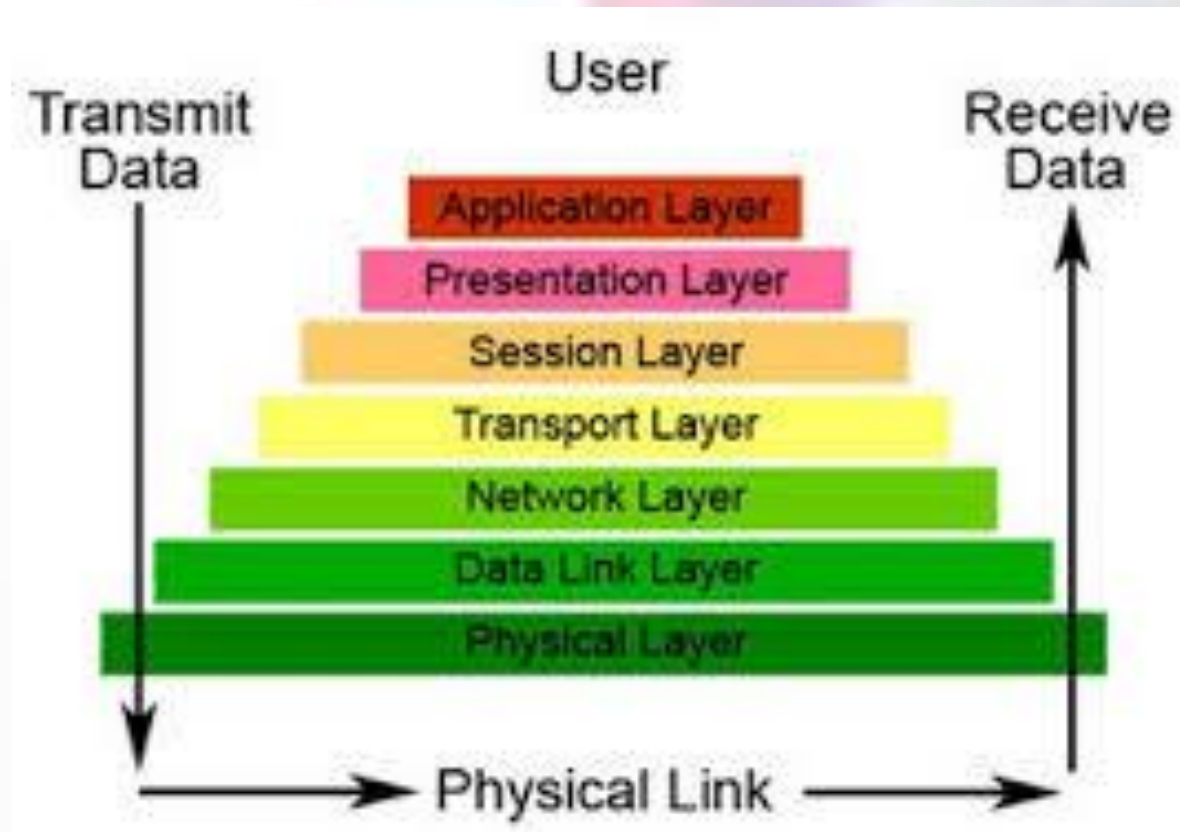 User
Transmit
Data
Receive
Data
Application Layer
Presentation Layer
Session Layer
Transport Layer
Network Layer
Data Link Layer
Physical Layer
Physical Link